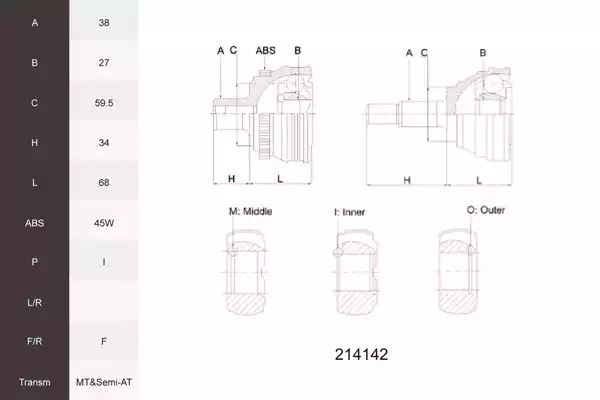 A 38
B 27
C 59.5
H 34
L 68
ABS 45W
P I
L/R
F/R F
Transm MT&Semi-AT
A C ABS B
A C B
H L
H L
M: Middle
I: Inner
O: Outer
214142